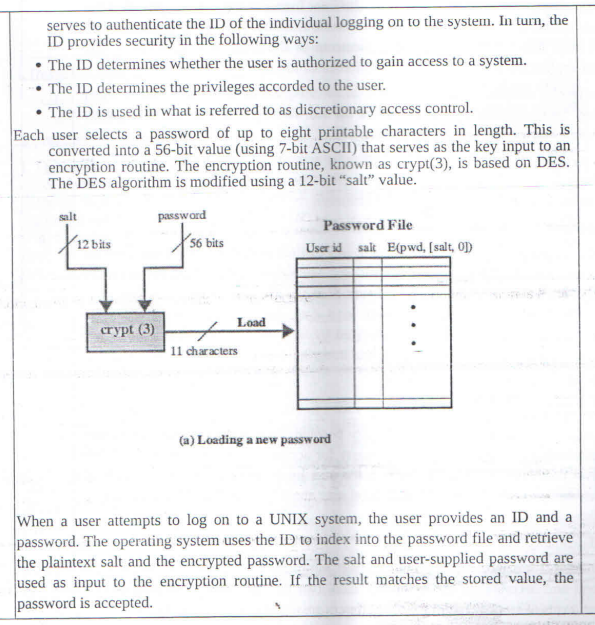 serves to authenticate the ID of the individual logging on to the system. In turn, the
ID provides security in the following ways:
• The ID determines whether the user is authorized to gain access to a system.
• The ID determines the privileges accorded to the user.
• The ID is used in what is referred to as discretionary access control.
Each user selects a password of up to eight printable characters in length. This is
converted into a 56-bit value (using 7-bit ASCII) that serves as the key input to an
encryption routine. The encryption routine, known as crypt(3), is based on DES.
The DES algorithm is modified using a 12-bit “salt” value.
salt password
12 bits 56 bits
Password File
User id salt E(pwd, [salt, 0])
crypt (3) Load
11 characters
(a) Loading a new password
When a user attempts to log on to a UNIX system, the user provides an ID and a
password. The operating system uses the ID to index into the password file and retrieve
the plaintext salt and the encrypted password. The salt and user-supplied password are
used as input to the encryption routine. If the result matches the stored value, the
password is accepted.